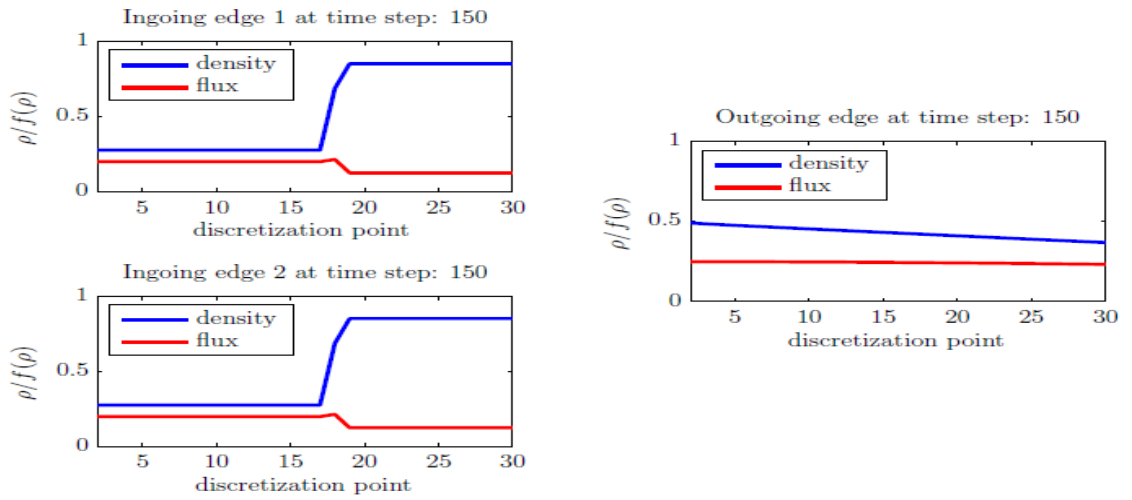 Ingoing edge 1 at time step: 150
1
0.5
0
ρ/f(ρ)
density
flux
5 10 15 20 25 30
discretization point
Ingoing edge 2 at time step: 150
1
0.5
0
ρ/f(ρ)
density
flux
5 10 15 20 25 30
discretization point
Outgoing edge at time step: 150
1
0.5
0
ρ/f(ρ)
density
flux
5 10 15 20 25 30
discretization point